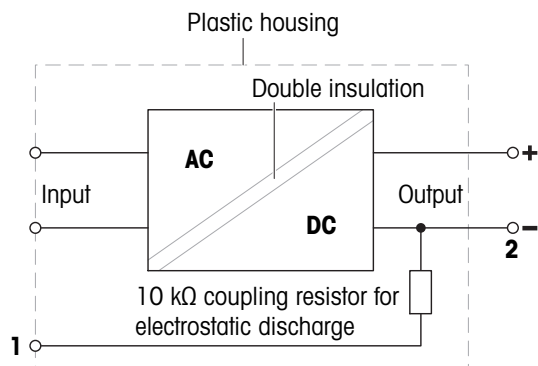 Plastic housing
Double insulation
AC
+
Input
Output
DC
−
2
10 kΩ coupling resistor for
electrostatic discharge
1